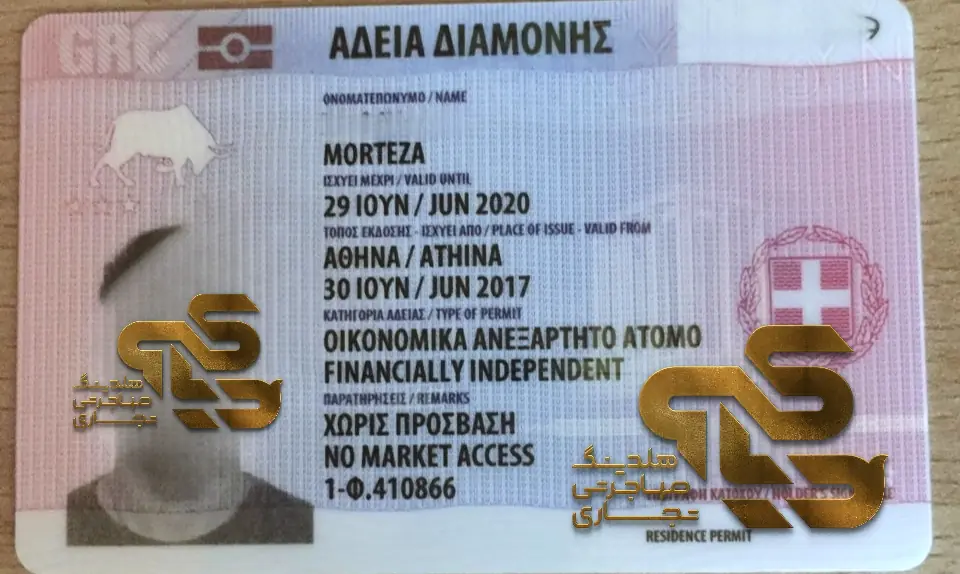 GRC
ΑΔΕΙΑ ΔΙΑΜΟΝΗΣ
ΟΝΟΜΑΤΕΠΩΝΥΜΟ / NAME
MORTEZA
ΙΣΧΥΕΙ ΜΕΧΡΙ / VALID UNTIL
29 ΙΟΥΝ / JUN 2020
ΤΟΠΟΣ ΕΚΔΟΣΗΣ - ΙΣΧΥΕΙ ΑΠΟ / PLACE OF ISSUE - VALID FROM
ΑΘΗΝΑ / ATHINA
30 ΙΟΥΝ / JUN 2017
ΚΑΤΗΓΟΡΙΑ ΑΔΕΙΑΣ / TYPE OF PERMIT
ΟΙΚΟΝΟΜΙΚΑ ΑΝΕΞΑΡΤΗΤΟ ΑΤΟΜΟ
FINANCIALLY INDEPENDENT
ΠΑΡΑΤΗΡΗΣΕΙΣ / REMARKS
ΧΩΡΙΣ ΠΡΟΣΒΑΣΗ
NO MARKET ACCESS
1-Φ.410866
هلدینگ
مهاجرتی
تجاری
هلدینگ
مهاجرتی
تجاری
ΚΑΤΟΧΟΥ / HOLDER'S
RESIDENCE PERMIT